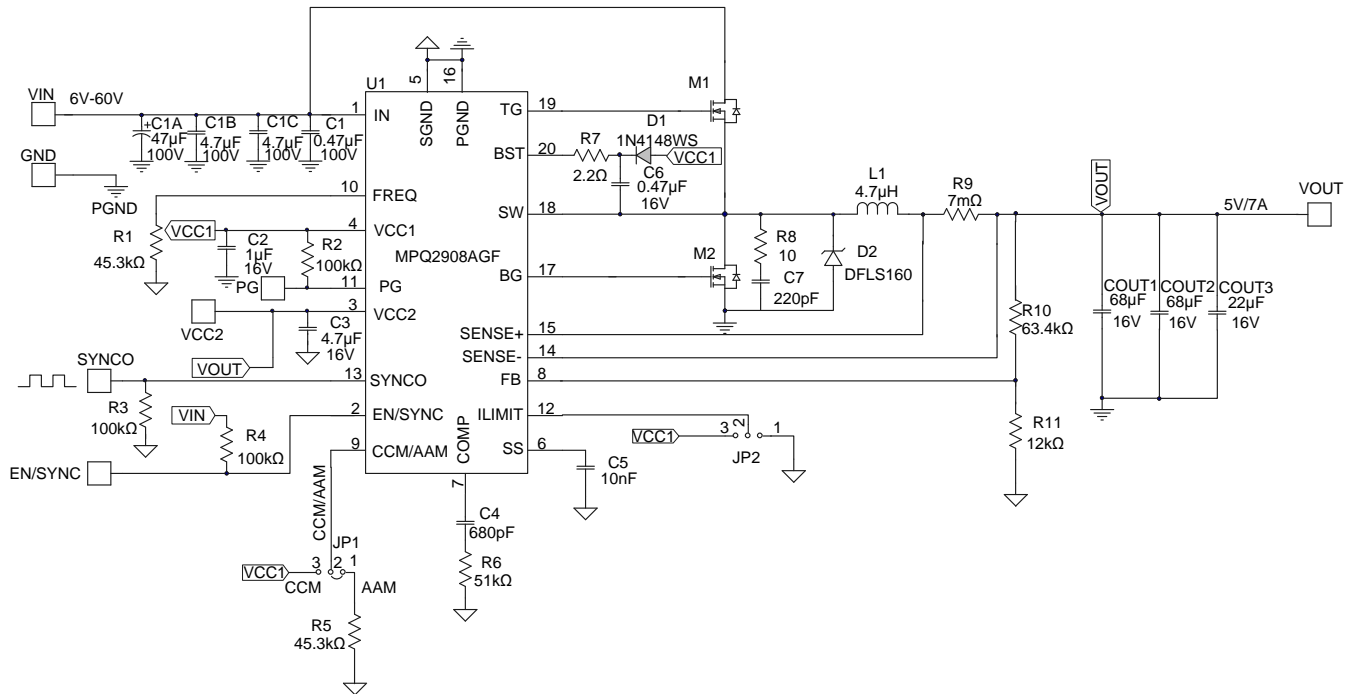 VIN
6V-60V
GND
PGND
+C1A
47µF
100V
C1B
4.7µF
100V
C1C
4.7µF
100V
C1
0.47µF
100V
U1
MPQ2908AGF
5
SGND
16
PGND
1
IN
10
FREQ
4
VCC1
11
PG
3
VCC2
13
SYNCO
2
EN/SYNC
9
CCM/AAM
COMP
7
TG
19
BST
20
SW
18
BG
17
SENSE+
15
SENSE-
14
FB
8
ILIMIT
12
SS
6
R1
45.3kΩ
VCC1
C2
1µF
16V
R2
100kΩ
PG
VCC2
VOUT
C3
4.7µF
16V
SYNCO
R3
100kΩ
VIN
R4
100kΩ
EN/SYNC
CCM/AAM
JP1
VCC1
3
2
1
CCM
AAM
R5
45.3kΩ
C4
680pF
R6
51kΩ
C5
10nF
VCC1
3
2
1
JP2
M1
D1
1N4148WS
VCC1
R7
2.2Ω
C6
0.47µF
16V
M2
R8
10
C7
220pF
D2
DFLS160
L1
4.7µH
R9
7mΩ
R10
63.4kΩ
R11
12kΩ
VOUT
5V/7A
VOUT
COUT1
68µF
16V
COUT2
68µF
16V
COUT3
22µF
16V